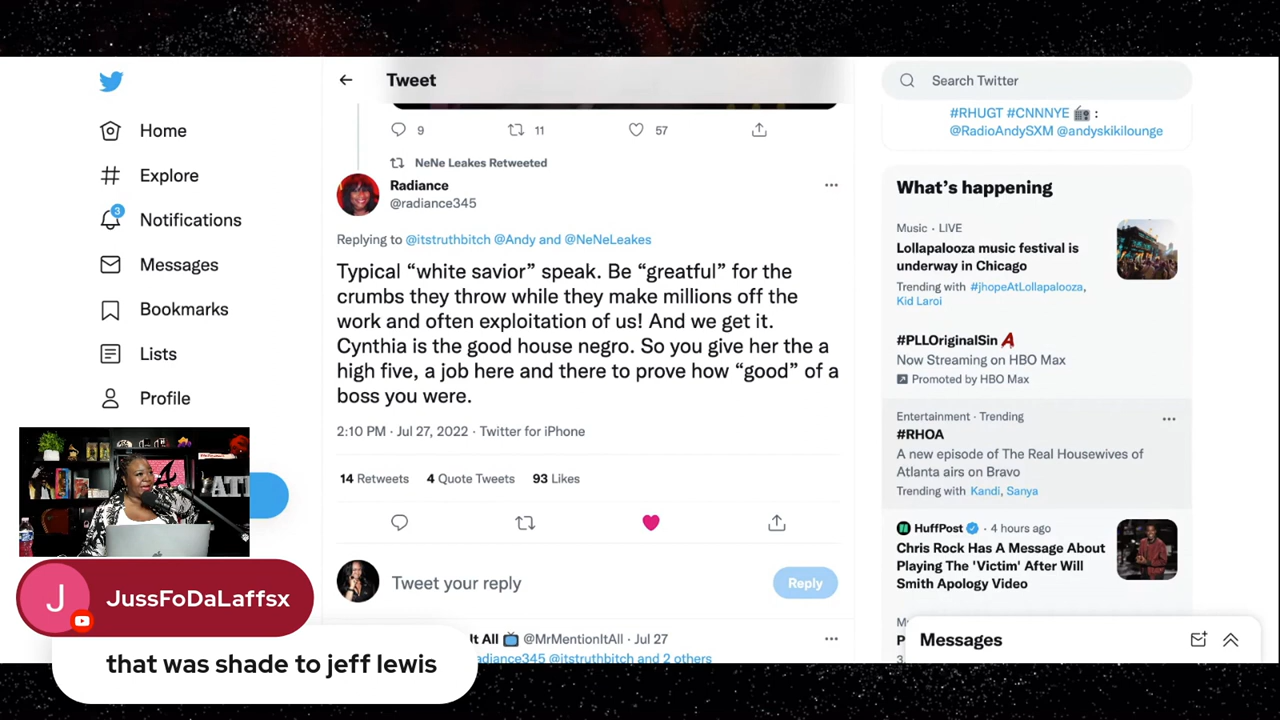 Home
Explore
3
Notifications
Messages
Bookmarks
Lists
Profile
Tweet
9
11
57
NeNe Leakes Retweeted
Radiance
@radiance345
Replying to @itstruthbitch @Andy and @NeNeLeakes
Typical “white savior” speak. Be “greatful” for the
crumbs they throw while they make millions off the
work and often exploitation of us! And we get it.
Cynthia is the good house negro. So you give her the a
high five, a job here and there to prove how “good” of a
boss you were.
2:10 PM · Jul 27, 2022 · Twitter for iPhone
14 Retweets 4 Quote Tweets 93 Likes
Tweet your reply
Reply
It All 📺 @MrMentionItAll · Jul 27
adiance345 @itstruthbitch and 2 others
Search Twitter
#RHUGT #CNNNYE 📻 :
@RadioAndySXM @andyskikilounge
What’s happening
Music · LIVE
Lollapalooza music festival is
underway in Chicago
Trending with #jhopeAtLollapalooza,
Kid Laroi
#PLLOriginalSin
Now Streaming on HBO Max
Promoted by HBO Max
Entertainment · Trending
#RHOA
A new episode of The Real Housewives of
Atlanta airs on Bravo
Trending with Kandi, Sanya
HuffPost · 4 hours ago
Chris Rock Has A Message About
Playing The 'Victim' After Will
Smith Apology Video
Messages
ATL
J
JussFoDaLaffsx
that was shade to jeff lewis